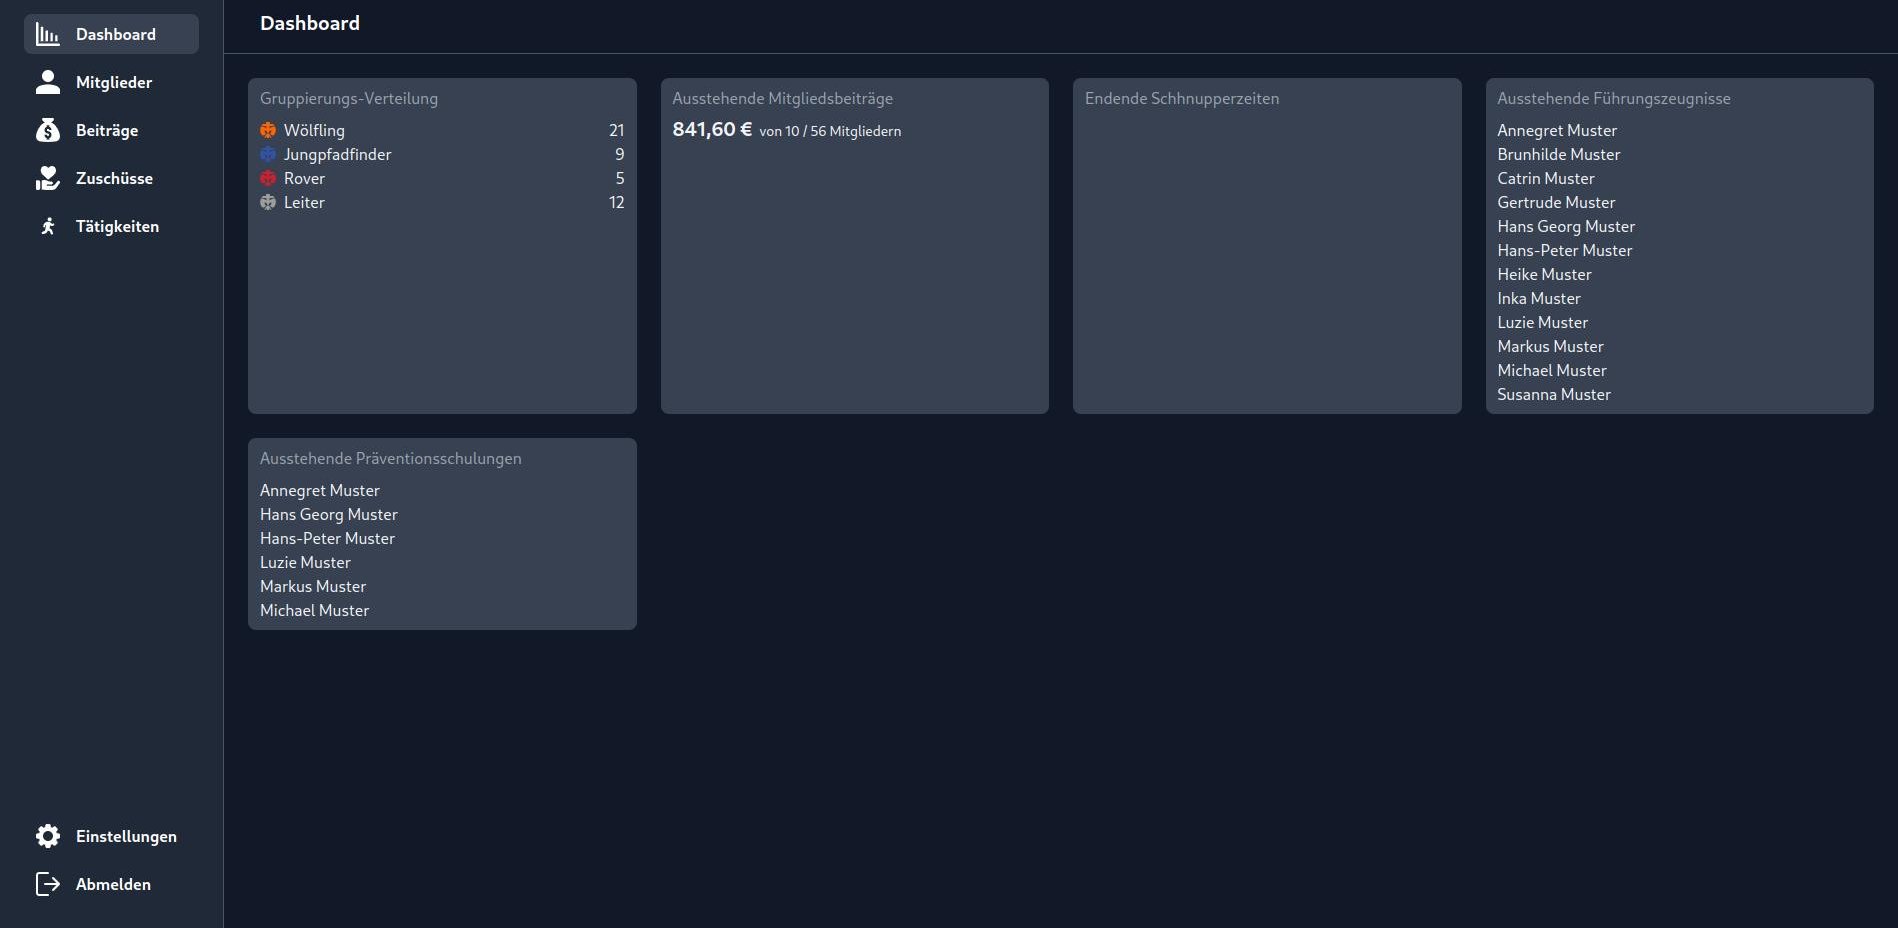 Dashboard
Mitglieder
Beiträge
Zuschüsse
Tätigkeiten
Einstellungen
Abmelden
Dashboard
Gruppierungs-Verteilung
Wölfling 21
Jungpfadfinder 9
Rover 5
Leiter 12
Ausstehende Mitgliedsbeiträge
841,60 € von 10 / 56 Mitgliedern
Endende Schhnupperzeiten
Ausstehende Führungszeugnisse
Annegret Muster
Brunhilde Muster
Catrin Muster
Gertrude Muster
Hans Georg Muster
Hans-Peter Muster
Heike Muster
Inka Muster
Luzie Muster
Markus Muster
Michael Muster
Susanna Muster
Ausstehende Präventionsschulungen
Annegret Muster
Hans Georg Muster
Hans-Peter Muster
Luzie Muster
Markus Muster
Michael Muster